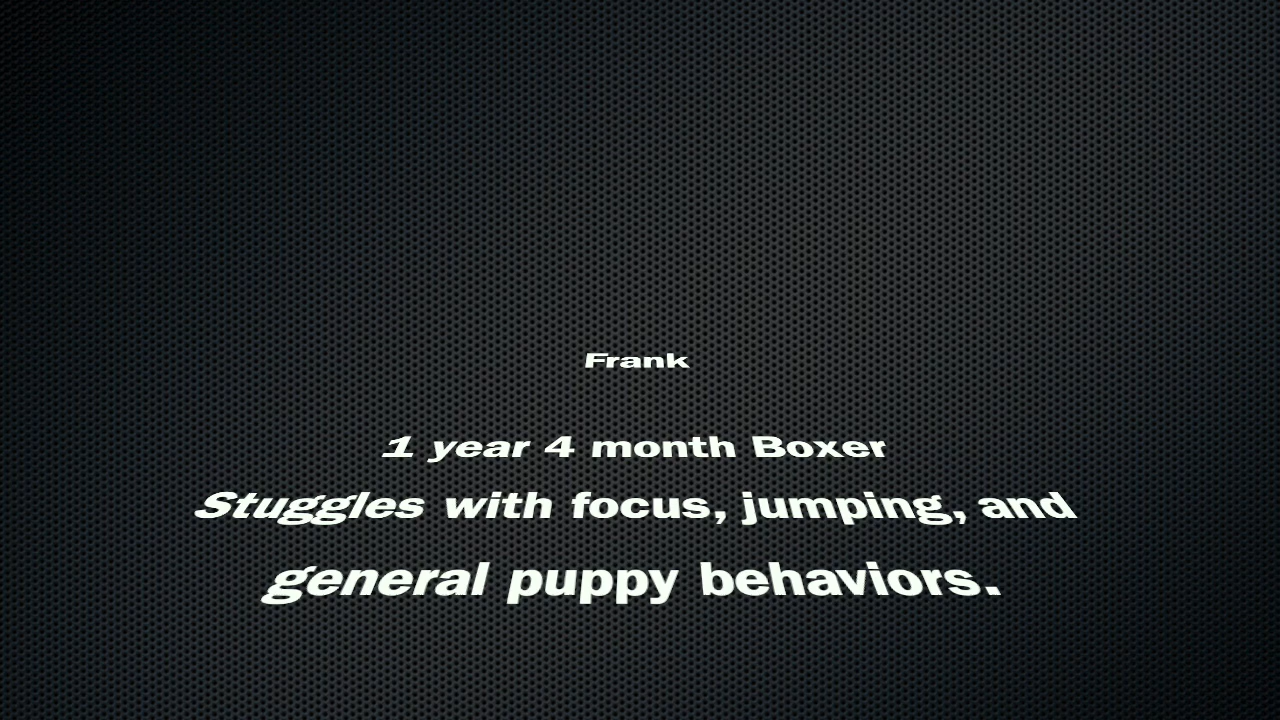 Frank
1 year 4 month Boxer
Stuggles with focus, jumping, and
general puppy behaviors.